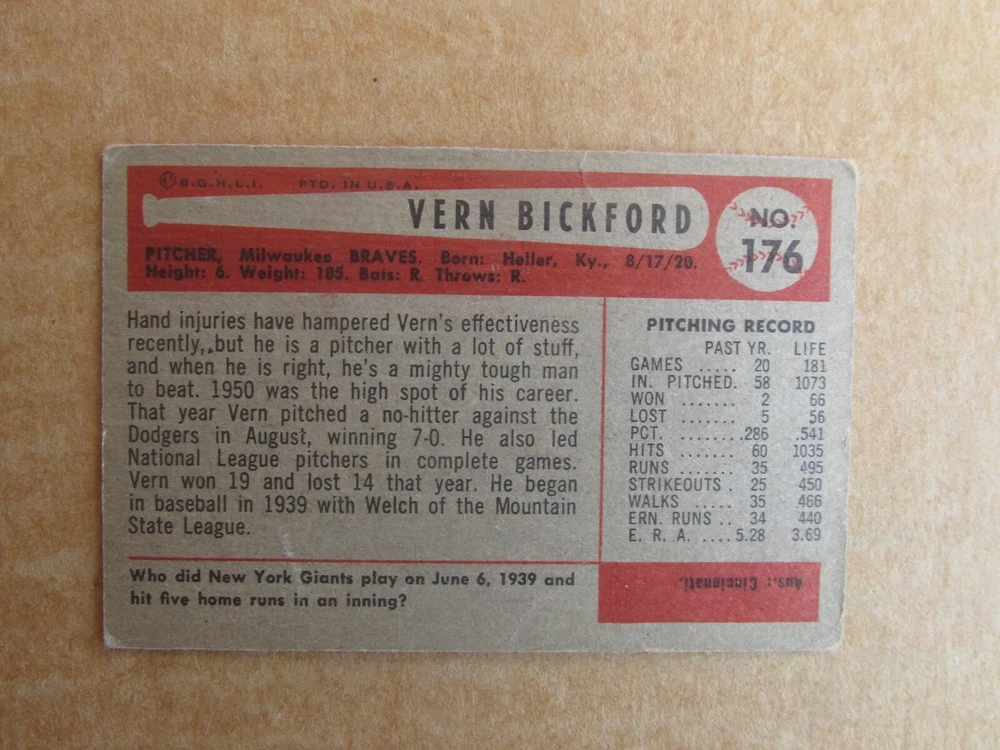 © B.G.H.L.I. PTD. IN U.S.A.
VERN BICKFORD
NO.
176
PITCHER, Milwaukee BRAVES. Born: Heller, Ky., 8/17/20.
Height: 6. Weight: 185. Bats: R. Throws: R.
Hand injuries have hampered Vern's effectiveness
recently,,but he is a pitcher with a lot of stuff,
and when he is right, he's a mighty tough man
to beat. 1950 was the high spot of his career.
That year Vern pitched a no-hitter against the
Dodgers in August, winning 7-0. He also led
National League pitchers in complete games.
Vern won 19 and lost 14 that year. He began
in baseball in 1939 with Welch of the Mountain
State League.
Who did New York Giants play on June 6, 1939 and
hit five home runs in an inning?
PITCHING RECORD
PAST YR. LIFE
GAMES ..... 20 181
IN. PITCHED. 58 1073
WON ....... 2 66
LOST ....... 5 56
PCT. ........ .286 .541
HITS ....... 60 1035
RUNS ....... 35 495
STRIKEOUTS . 25 450
WALKS ..... 35 466
ERN. RUNS .. 34 440
E. R. A. .... 5.28 3.69
Ans.: Cincinnati.